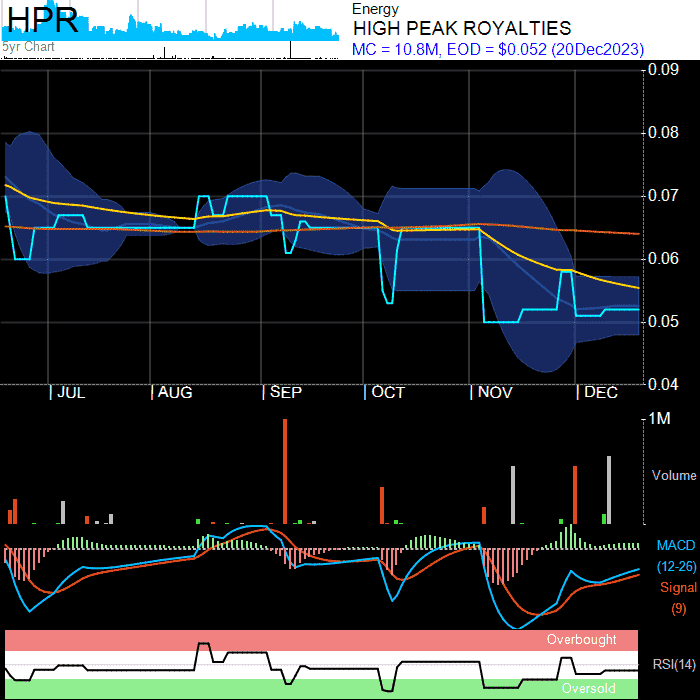 HPR
5yr Chart
Energy
HIGH PEAK ROYALTIES
MC = 10.8M, EOD = $0.052 (20Dec2023)
0.09
0.08
0.07
0.06
0.05
0.04
JUL AUG SEP OCT NOV DEC
1M
Volume
MACD
(12-26)
Signal
(9)
Overbought
RSI(14)
Oversold